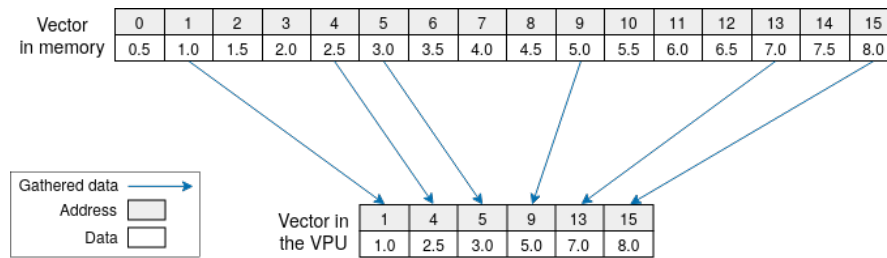 Vector
in memory
0 1 2 3 4 5 6 7 8 9 10 11 12 13 14 15
0.5 1.0 1.5 2.0 2.5 3.0 3.5 4.0 4.5 5.0 5.5 6.0 6.5 7.0 7.5 8.0
Gathered data
Address
Data
Vector in
the VPU
1 4 5 9 13 15
1.0 2.5 3.0 5.0 7.0 8.0